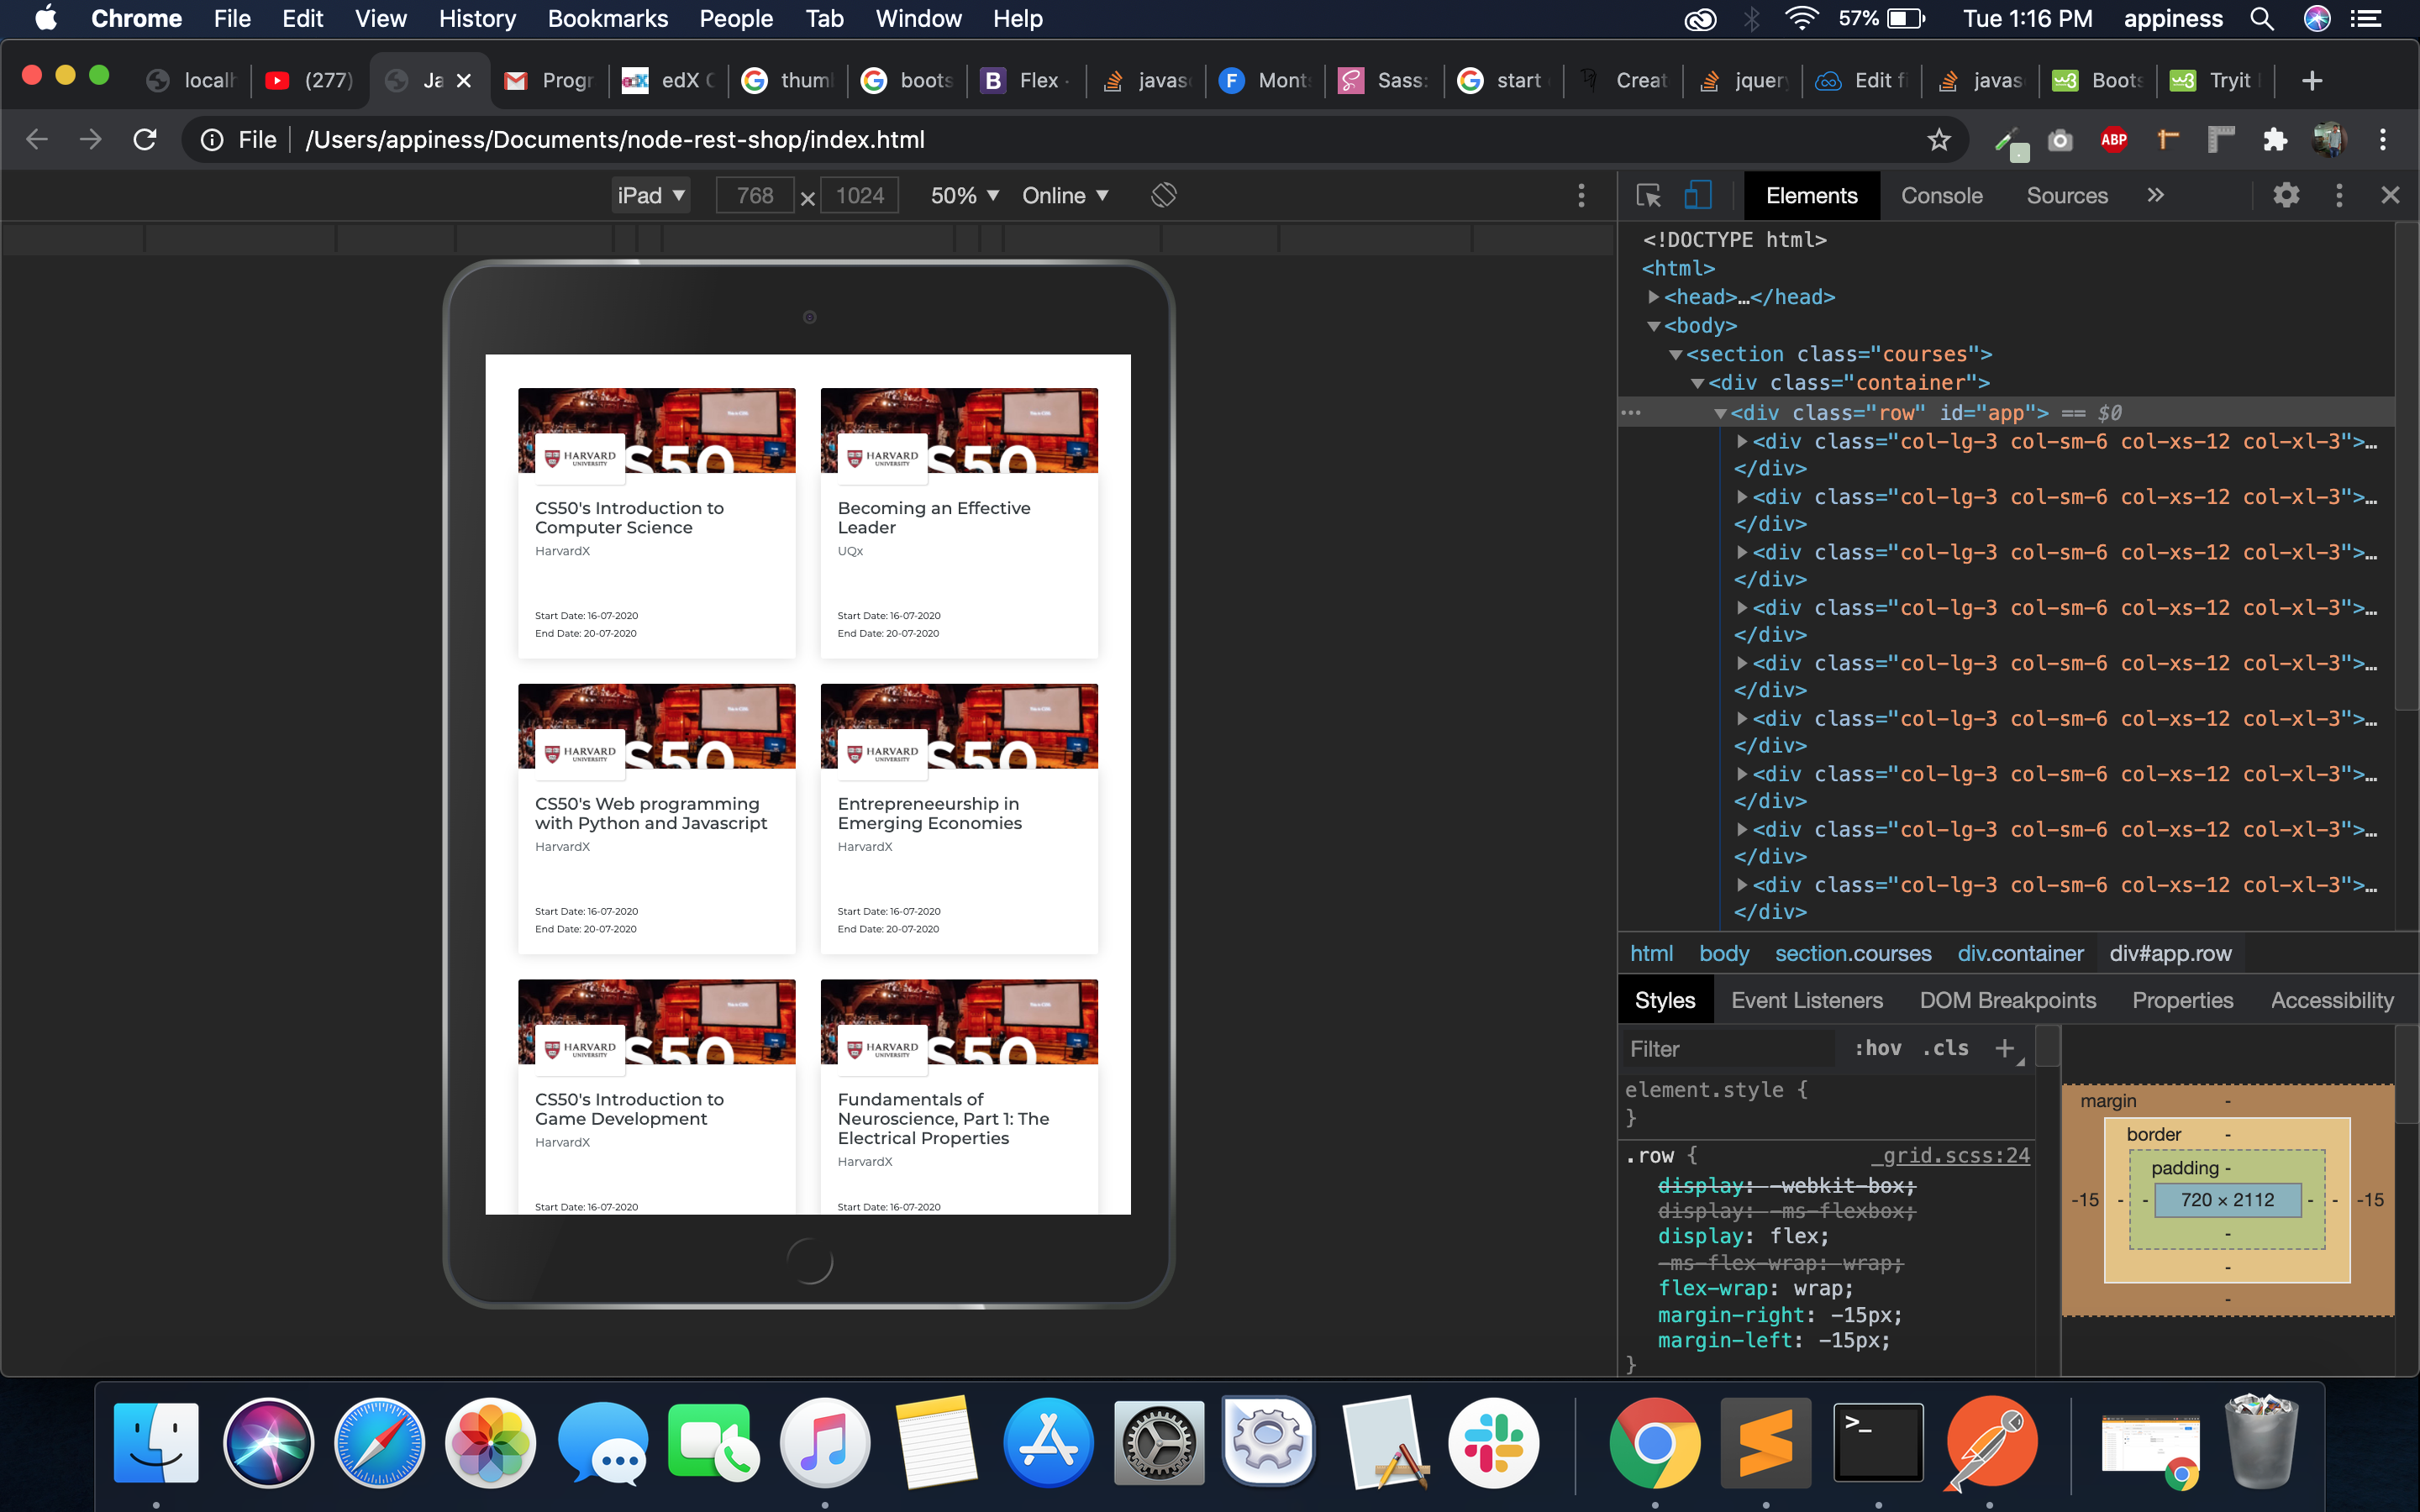 Chrome File Edit View History Bookmarks People Tab Window Help 57% Tue 1:16 PM appiness
localh (277) Ja Progr edX C thum boots Flex javas Mont Sass: start Creat jquery Edit fi javas Boots Tryit
File /Users/appiness/Documents/node-rest-shop/index.html ABP
iPad ▼ 768 × 1024 50% ▼ Online ▼
Elements Console Sources »
<!DOCTYPE html>
<html>
<head>…</head>
<body>
<section class="courses">
<div class="container">
<div class="row" id="app"> == $0
<div class="col-lg-3 col-sm-6 col-xs-12 col-xl-3">…
</div>
<div class="col-lg-3 col-sm-6 col-xs-12 col-xl-3">…
</div>
<div class="col-lg-3 col-sm-6 col-xs-12 col-xl-3">…
</div>
<div class="col-lg-3 col-sm-6 col-xs-12 col-xl-3">…
</div>
<div class="col-lg-3 col-sm-6 col-xs-12 col-xl-3">…
</div>
<div class="col-lg-3 col-sm-6 col-xs-12 col-xl-3">…
</div>
<div class="col-lg-3 col-sm-6 col-xs-12 col-xl-3">…
</div>
<div class="col-lg-3 col-sm-6 col-xs-12 col-xl-3">…
</div>
<div class="col-lg-3 col-sm-6 col-xs-12 col-xl-3">…
</div>
html body section.courses div.container div#app.row
Styles Event Listeners DOM Breakpoints Properties Accessibility
Filter :hov .cls +
element.style {
}
.row { _grid.scss:24
display: -webkit-box;
display: -ms-flexbox;
display: flex;
-ms-flex-wrap: wrap;
flex-wrap: wrap;
margin-right: -15px;
margin-left: -15px;
}
margin -
border -
padding -
-15 - - 720 × 2112 - - -15
-
-
-
HARVARD
UNIVERSITY
S50
CS50's Introduction to
Computer Science
HarvardX
Start Date: 16-07-2020
End Date: 20-07-2020
HARVARD
UNIVERSITY
S50
Becoming an Effective
Leader
UQx
Start Date: 16-07-2020
End Date: 20-07-2020
HARVARD
UNIVERSITY
S50
CS50's Web programming
with Python and Javascript
HarvardX
Start Date: 16-07-2020
End Date: 20-07-2020
HARVARD
UNIVERSITY
S50
Entrepreneurship in
Emerging Economies
HarvardX
Start Date: 16-07-2020
End Date: 20-07-2020
HARVARD
UNIVERSITY
S50
CS50's Introduction to
Game Development
HarvardX
Start Date: 16-07-2020
HARVARD
UNIVERSITY
S50
Fundamentals of
Neuroscience, Part 1: The
Electrical Properties
HarvardX
Start Date: 16-07-2020